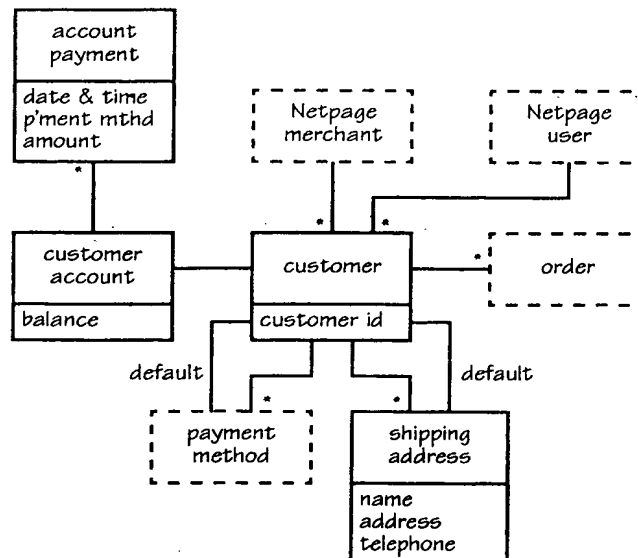 account
payment
date & time
p'ment mthd
amount
*
Netpage
merchant
Netpage
user
*
*
customer
account
balance
customer
customer id
*
order
default
default
*
*
payment
method
shipping
address
name
address
telephone